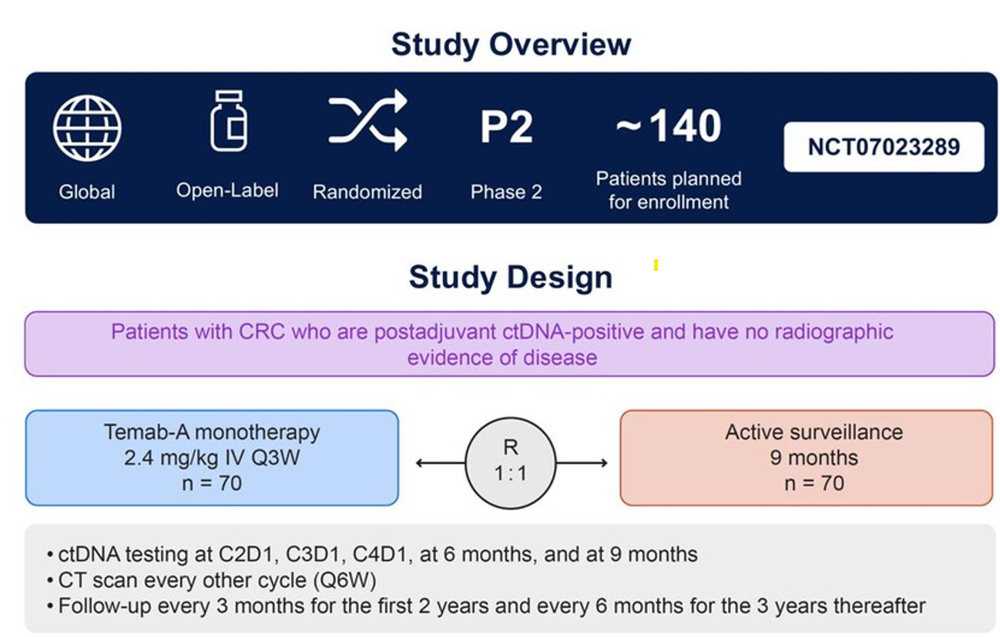 Study Overview
Global
Open-Label
Randomized
P2
Phase 2
~140
Patients planned
for enrollment
NCT07023289
Study Design
Patients with CRC who are postadjuvant ctDNA-positive and have no radiographic
evidence of disease
Temab-A monotherapy
2.4 mg/kg IV Q3W
n = 70
R
1:1
Active surveillance
9 months
n = 70
• ctDNA testing at C2D1, C3D1, C4D1, at 6 months, and at 9 months
• CT scan every other cycle (Q6W)
• Follow-up every 3 months for the first 2 years and every 6 months for the 3 years thereafter